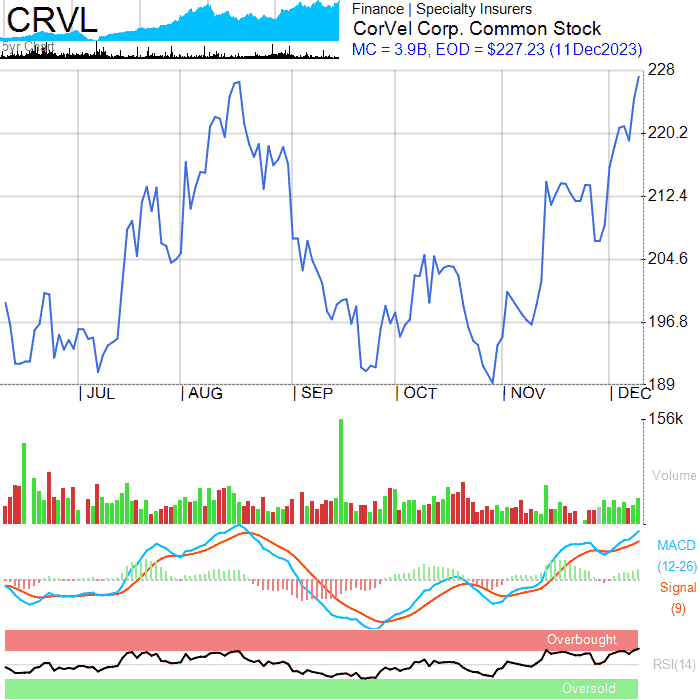 CRVL
5yr Chart
Finance | Specialty Insurers
CorVel Corp. Common Stock
MC = 3.9B, EOD = $227.23 (11Dec2023)
228
220.2
212.4
204.6
196.8
189
JUL AUG SEP OCT NOV DEC
156k
Volume
MACD
(12-26)
Signal
(9)
Overbought
RSI(14)
Oversold